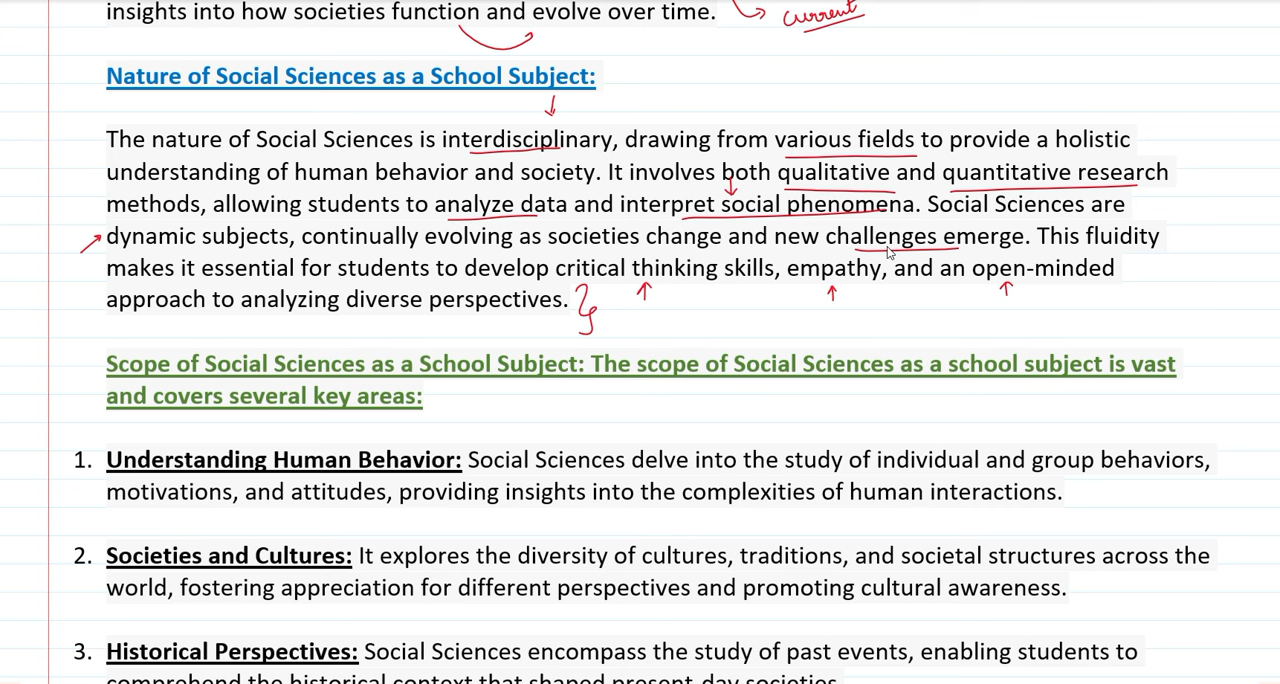 insights into how societies function and evolve over time.
current
Nature of Social Sciences as a School Subject:
The nature of Social Sciences is interdisciplinary, drawing from various fields to provide a holistic
understanding of human behavior and society. It involves both qualitative and quantitative research
methods, allowing students to analyze data and interpret social phenomena. Social Sciences are
dynamic subjects, continually evolving as societies change and new challenges emerge. This fluidity
makes it essential for students to develop critical thinking skills, empathy, and an open-minded
approach to analyzing diverse perspectives.
Scope of Social Sciences as a School Subject: The scope of Social Sciences as a school subject is vast
and covers several key areas:
1. Understanding Human Behavior: Social Sciences delve into the study of individual and group behaviors,
motivations, and attitudes, providing insights into the complexities of human interactions.
2. Societies and Cultures: It explores the diversity of cultures, traditions, and societal structures across the
world, fostering appreciation for different perspectives and promoting cultural awareness.
3. Historical Perspectives: Social Sciences encompass the study of past events, enabling students to
comprehend the historical context that shaped present-day societies.